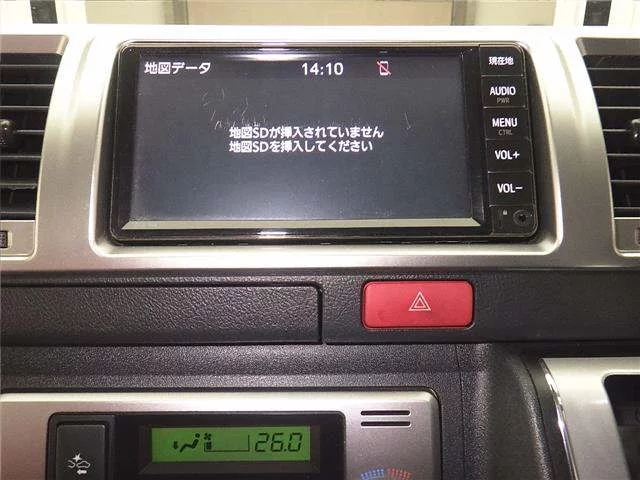 地図データ 14:10 現在地
AUDIO
PWR
地図SDが挿入されていません
地図SDを挿入してください
MENU
CTRL
VOL+
VOL-
26.0